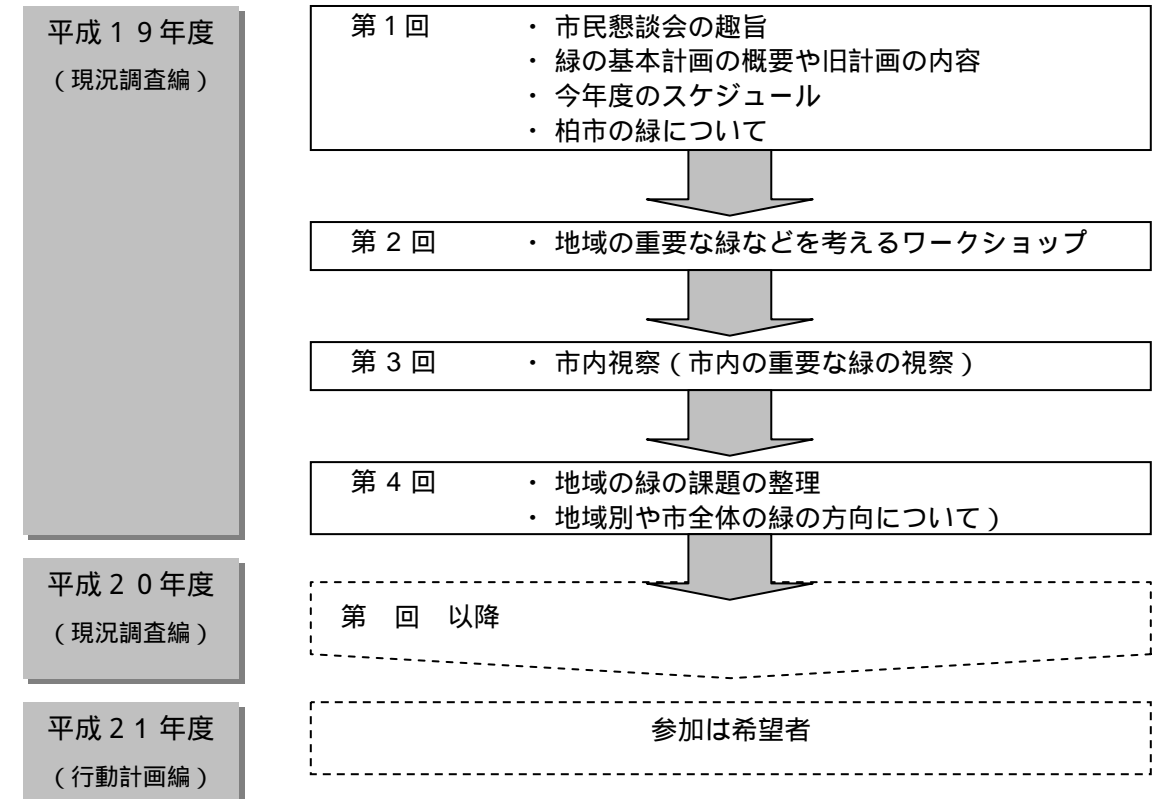 平成１９年度
（現況調査編）
第１回 ・ 市民懇談会の趣旨
・ 緑の基本計画の概要や旧計画の内容
・ 今年度のスケジュール
・ 柏市の緑について
第２回 ・ 地域の重要な緑などを考えるワークショップ
第３回 ・ 市内視察（市内の重要な緑の視察）
第４回 ・ 地域の緑の課題の整理
・ 地域別や市全体の緑の方向について）
平成２０年度
（現況調査編）
第　回　以降
平成２１年度
（行動計画編）
参加は希望者